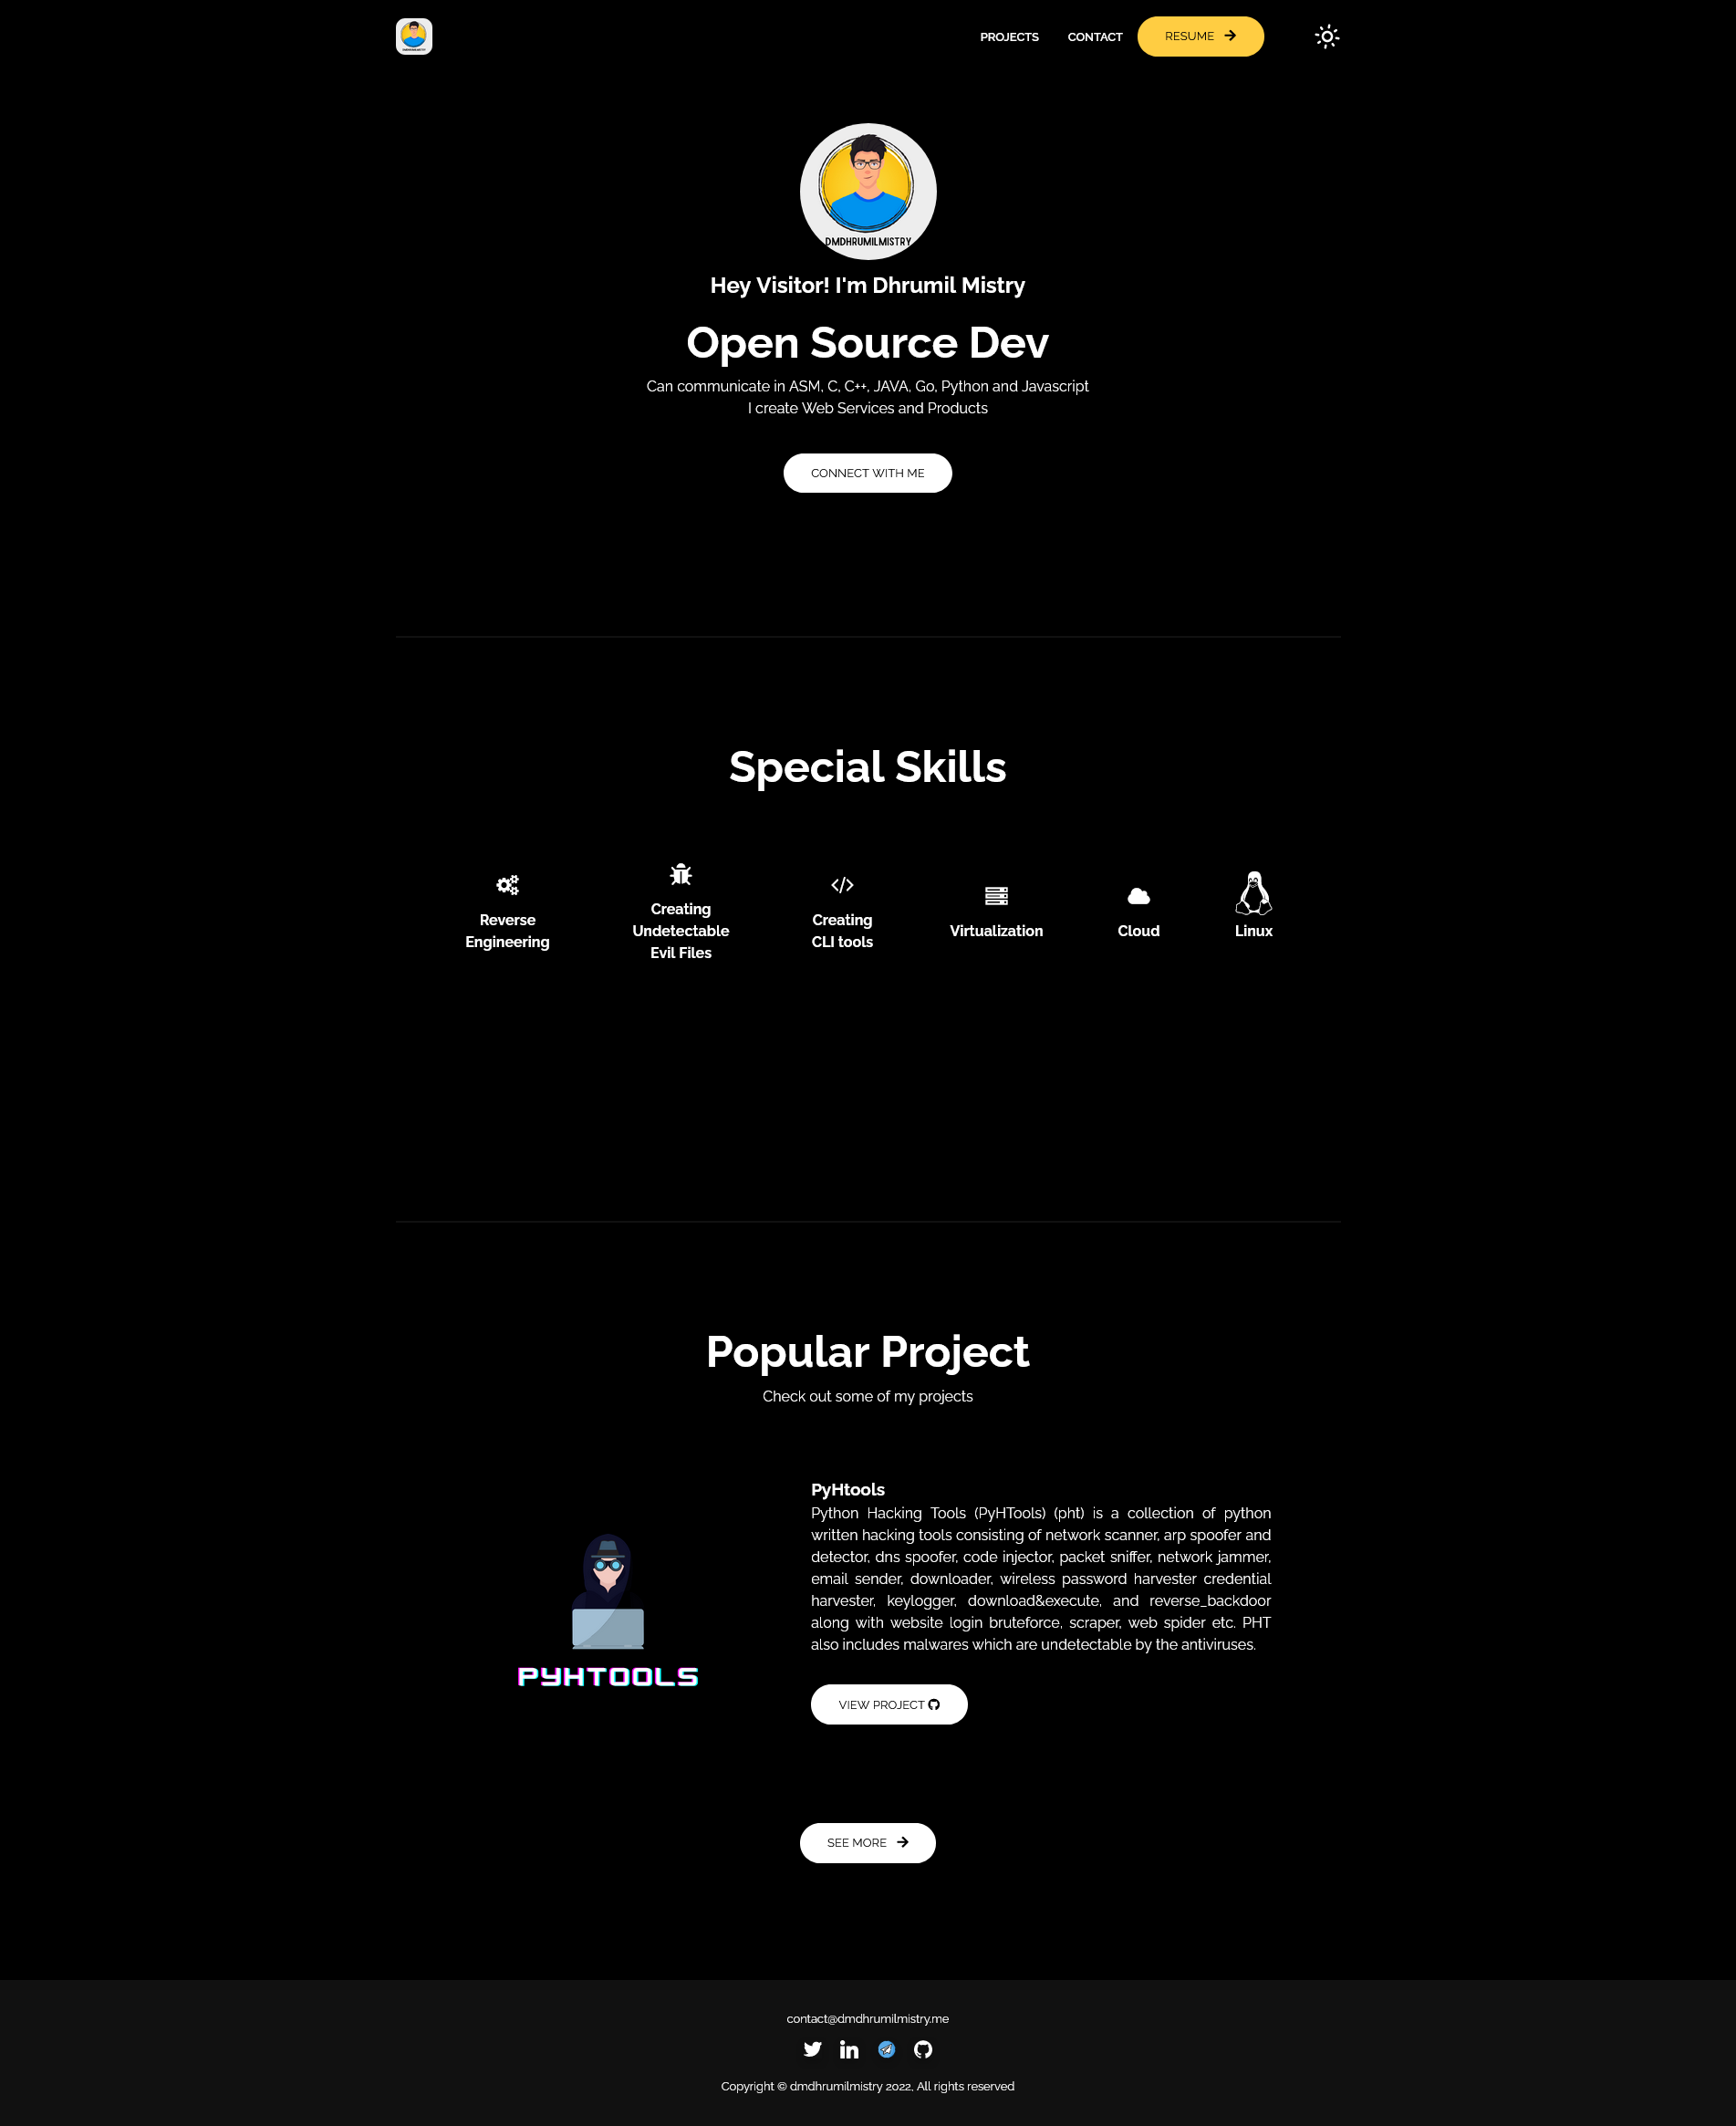 PROJECTS CONTACT RESUME
DMDHRUMILMISTRY
Hey Visitor! I'm Dhrumil Mistry
Open Source Dev
Can communicate in ASM, C, C++, JAVA, Go, Python and Javascript
I create Web Services and Products
CONNECT WITH ME
Special Skills
Reverse
Engineering
Creating
Undetectable
Evil Files
Creating
CLI tools
Virtualization
Cloud
Linux
Popular Project
Check out some of my projects
PYHTOOLS
PyHtools
Python Hacking Tools (PyHTools) (pht) is a collection of python
written hacking tools consisting of network scanner, arp spoofer and
detector, dns spoofer, code injector, packet sniffer, network jammer,
email sender, downloader, wireless password harvester credential
harvester, keylogger, download&execute, and reverse_backdoor
along with website login bruteforce, scraper, web spider etc. PHT
also includes malwares which are undetectable by the antiviruses.
VIEW PROJECT
SEE MORE
contact@dmdhrumilmistry.me
Copyright © dmdhrumilmistry 2022, All rights reserved